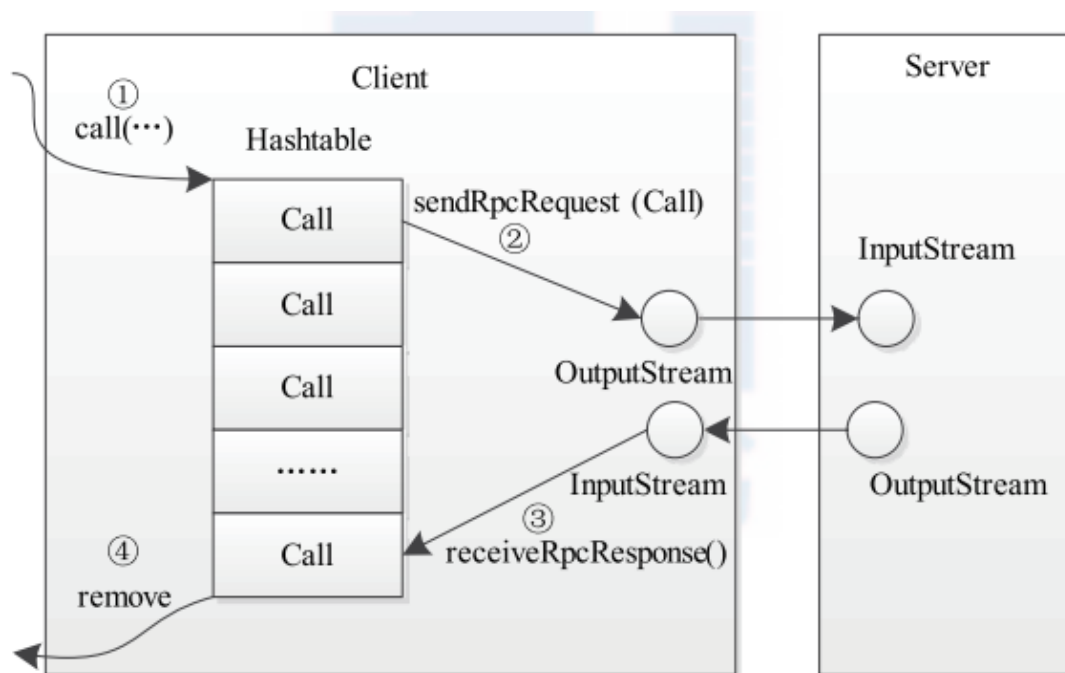 Client
Server
①
call(···)
Hashtable
Call
sendRpcRequest (Call)
②
InputStream
Call
Call
OutputStream
······
InputStream
OutputStream
Call
③
receiveRpcResponse()
④
remove